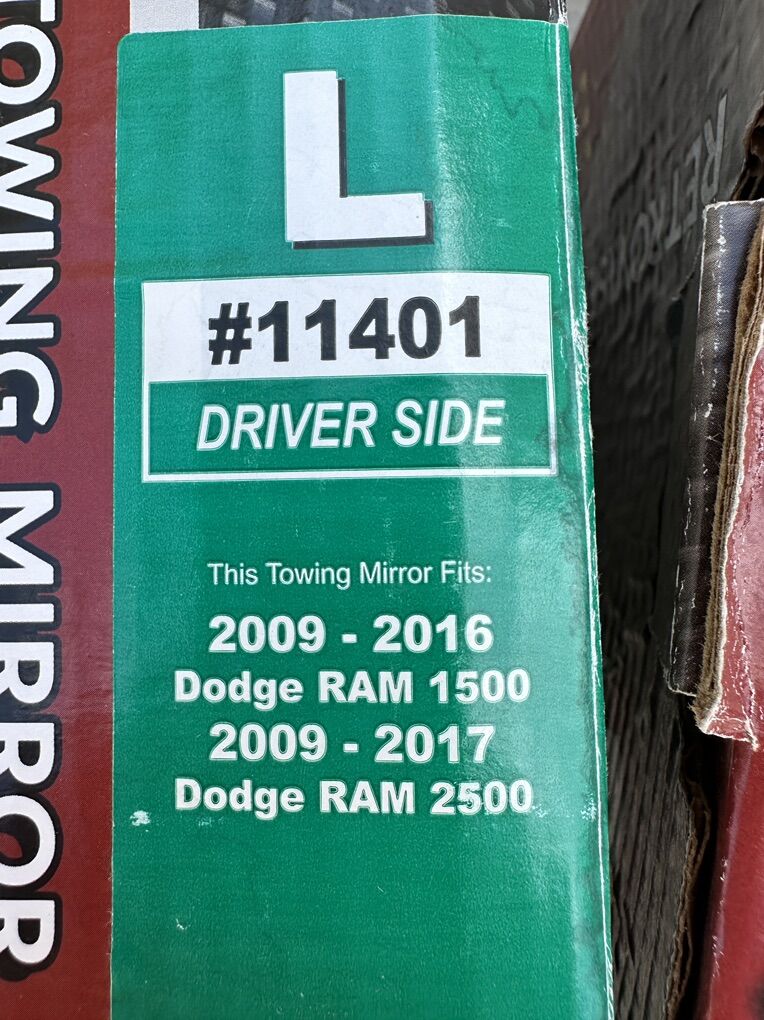 TOWING MIRROR
L
#11401
DRIVER SIDE
This Towing Mirror Fits:
2009 - 2016
Dodge RAM 1500
2009 - 2017
Dodge RAM 2500